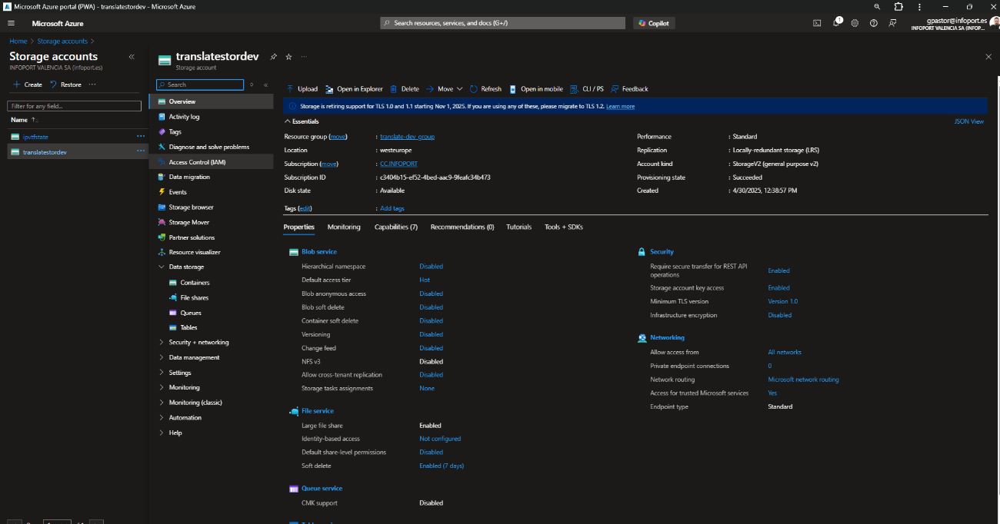 Microsoft Azure portal (PWA) - translatestordev - Microsoft Azure
Microsoft Azure
Search resources, services, and docs (G+/)
Copilot
1
gpastor@infoport.es
INFOPORT VALENCIA SA (INFOP...
Home > Storage accounts >
Storage accounts
INFOPORT VALENCIA SA (infoport.es)
+ Create
Restore
...
Filter for any field...
Name ↑
ipvtfstate ...
translatestordev ...
translatestordev
...
Storage account
Search
Overview
Activity log
Tags
Diagnose and solve problems
Access Control (IAM)
Data migration
Events
Storage browser
Storage Mover
Partner solutions
Resource visualizer
Data storage
Containers
File shares
Queues
Tables
Security + networking
Data management
Settings
Monitoring
Monitoring (classic)
Automation
Help
Upload
Open in Explorer
Delete
Move
Refresh
Open in mobile
CLI / PS
Feedback
Storage is retiring support for TLS 1.0 and 1.1 starting Nov 1, 2025. If you are using any of these, please migrate to TLS 1.2. Learn more
Essentials
JSON View
Resource group (move) : translate-dev_group
Location : westeurope
Subscription (move) : CC.INFOPORT
Subscription ID : c3404b15-ef52-4bed-aac9-9feafc34b473
Disk state : Available
Tags (edit) : Add tags
Performance : Standard
Replication : Locally-redundant storage (LRS)
Account kind : StorageV2 (general purpose v2)
Provisioning state : Succeeded
Created : 4/30/2025, 12:38:57 PM
Properties
Monitoring
Capabilities (7)
Recommendations (0)
Tutorials
Tools + SDKs
Blob service
Hierarchical namespace Disabled
Default access tier Hot
Blob anonymous access Disabled
Blob soft delete Disabled
Container soft delete Disabled
Versioning Disabled
Change feed Disabled
NFS v3 Disabled
Allow cross-tenant replication Disabled
Storage tasks assignments None
File service
Large file share Enabled
Identity-based access Not configured
Default share-level permissions Disabled
Soft delete Enabled (7 days)
Queue service
CMK support Disabled
Security
Require secure transfer for REST API
operations Enabled
Storage account key access Enabled
Minimum TLS version Version 1.0
Infrastructure encryption Disabled
Networking
Allow access from All networks
Private endpoint connections 0
Network routing Microsoft network routing
Access for trusted Microsoft services Yes
Endpoint type Standard